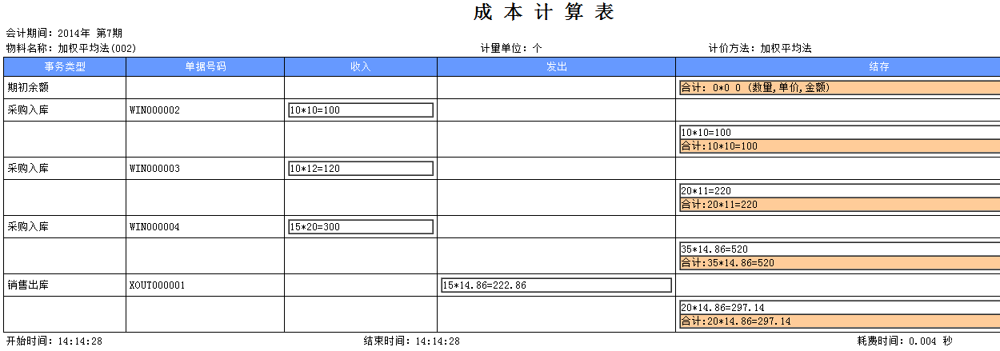 成 本 计 算 表
会计期间: 2014年 第7期
物料名称: 加权平均法(002) 计量单位: 个 计价方法: 加权平均法
事务类型 单据号码 收入 发出 结存
期初余额 合计: 0*0 0 (数量,单价,金额)
采购入库 WIN000002 10*10=100
10*10=100
合计:10*10=100
采购入库 WIN000003 10*12=120
20*11=220
合计:20*11=220
采购入库 WIN000004 15*20=300
35*14.86=520
合计:35*14.86=520
销售出库 XOUT000001 15*14.86=222.86
20*14.86=297.14
合计:20*14.86=297.14
开始时间: 14:14:28 结束时间: 14:14:28 耗费时间: 0.004 秒